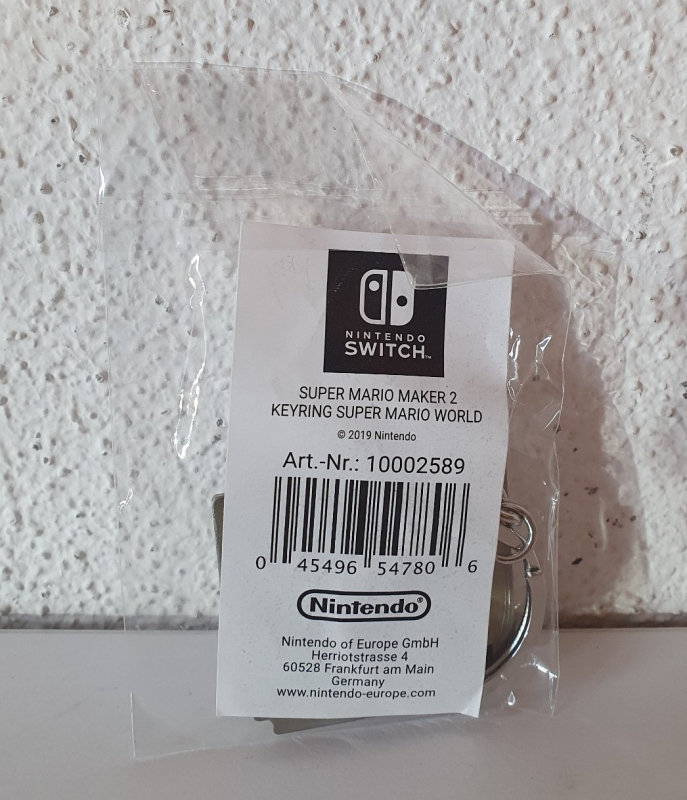 NINTENDO
SWITCH™
SUPER MARIO MAKER 2
KEYRING SUPER MARIO WORLD
© 2019 Nintendo
Art.-Nr.: 10002589
0 45496 54780 6
Nintendo®
Nintendo of Europe GmbH
Herriotstrasse 4
60528 Frankfurt am Main
Germany
www.nintendo-europe.com